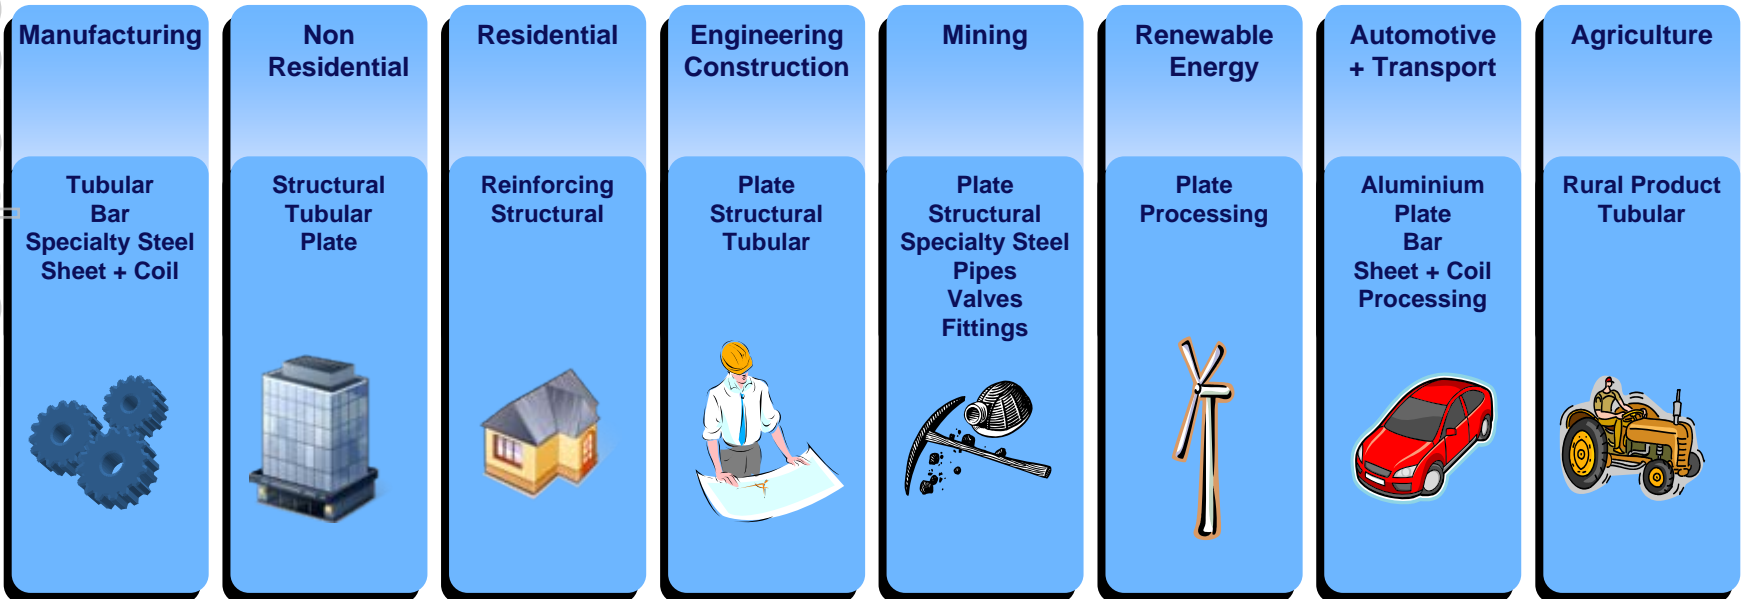 Manufacturing
Tubular
Bar
Specialty Steel
Sheet + Coil
Non
Residential
Structural
Tubular
Plate
Residential
Reinforcing
Structural
Engineering
Construction
Plate
Structural
Tubular
Mining
Plate
Structural
Specialty Steel
Pipes
Valves
Fittings
Renewable
Energy
Plate
Processing
Automotive
+ Transport
Aluminium
Plate
Bar
Sheet + Coil
Processing
Agriculture
Rural Product
Tubular